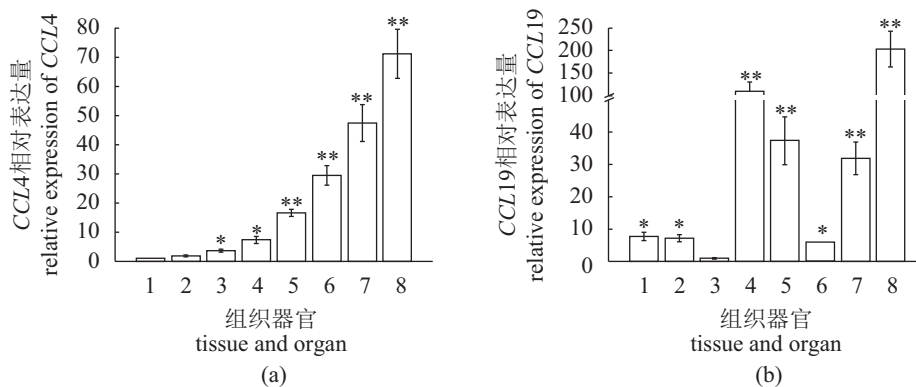 CCL4相对表达量
relative expression of CCL4
80
70
60
50
40
30
20
10
0
*
*
**
**
**
**
1 2 3 4 5 6 7 8
组织器官
tissue and organ
(a)
CCL19相对表达量
relative expression of CCL19
250
200
150
100
40
30
20
10
0
*
*
**
**
*
**
**
1 2 3 4 5 6 7 8
组织器官
tissue and organ
(b)